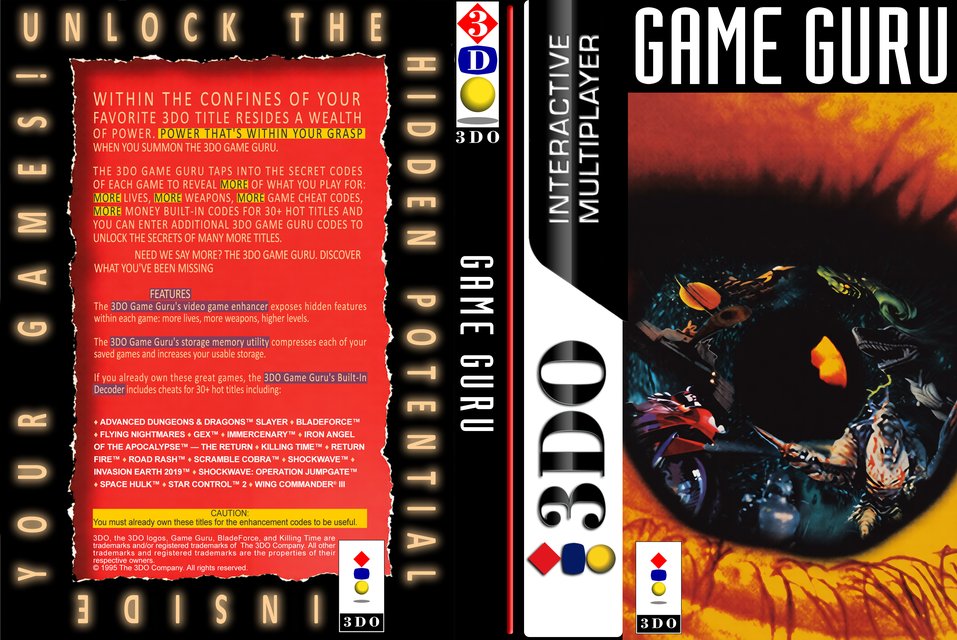 UNLOCK THE
HIDDEN POTENTIAL
INSIDE
YOUR GAMES!
WITHIN THE CONFINES OF YOUR
FAVORITE 3DO TITLE RESIDES A WEALTH
OF POWER. POWER THAT'S WITHIN YOUR GRASP
WHEN YOU SUMMON THE 3DO GAME GURU.
THE 3DO GAME GURU TAPS INTO THE SECRET CODES
OF EACH GAME TO REVEAL MORE OF WHAT YOU PLAY FOR:
MORE LIVES, MORE WEAPONS, MORE GAME CHEAT CODES,
MORE MONEY BUILT-IN CODES FOR 30+ HOT TITLES AND
YOU CAN ENTER ADDITIONAL 3DO GAME GURU CODES TO
UNLOCK THE SECRETS OF MANY MORE TITLES.
NEED WE SAY MORE? THE 3DO GAME GURU. DISCOVER
WHAT YOU'VE BEEN MISSING
FEATURES
The 3DO Game Guru's video game enhancer exposes hidden features
within each game: more lives, more weapons, higher levels.
The 3DO Game Guru's storage memory utility compresses each of your
saved games and increases your usable storage.
If you already own these great games, the 3DO Game Guru's Built-In
Decoder includes cheats for 30+ hot titles including:
♦ ADVANCED DUNGEONS & DRAGONS™ SLAYER ♦ BLADEFORCE™
♦ FLYING NIGHTMARES ♦ GEX™ ♦ IMMERCENARY™ ♦ IRON ANGEL
OF THE APOCALYPSE™ — THE RETURN ♦ KILLING TIME™ ♦ RETURN
FIRE™ ♦ ROAD RASH™ ♦ SCRAMBLE COBRA™ ♦ SHOCKWAVE™ ♦
INVASION EARTH 2019™ ♦ SHOCKWAVE: OPERATION JUMPGATE™
♦ SPACE HULK™ ♦ STAR CONTROL™ 2 ♦ WING COMMANDER® III
CAUTION:
You must already own these titles for the enhancement codes to be useful.
3DO, the 3DO logos, Game Guru, BladeForce, and Killing Time are
trademarks and/or registered trademarks of The 3DO Company. All other
trademarks and registered trademarks are the properties of their
respective owners.
© 1995 The 3DO Company. All rights reserved.
3DO
3
D
3DO
GAME GURU
INTERACTIVE
MULTIPLAYER
3DO
GAME GURU
3DO